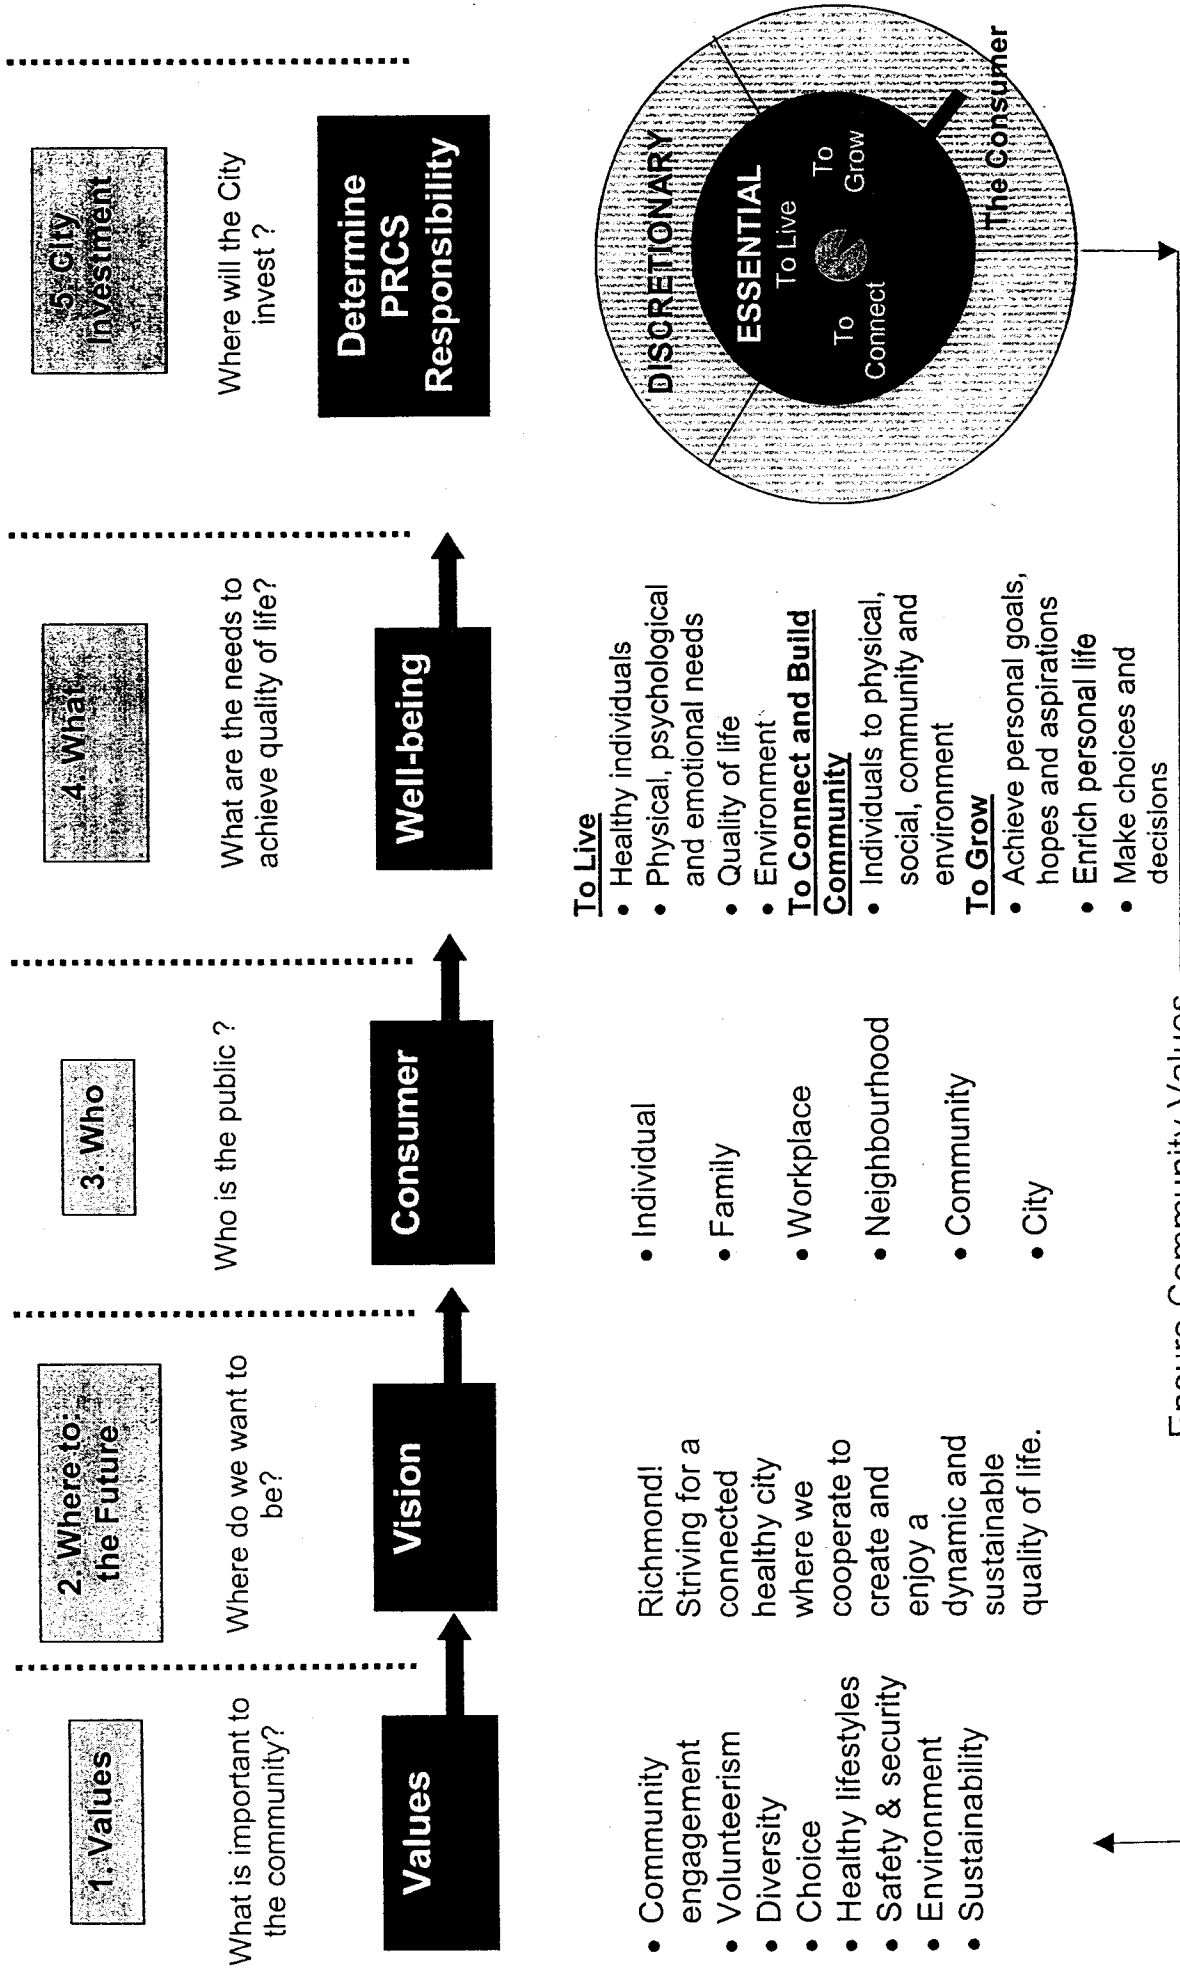 1. Values
What is important to
the community?
Values
• Community
engagement
• Volunteerism
• Diversity
• Choice
• Healthy lifestyles
• Safety & security
• Environment
• Sustainability
2. Where to:
the Future
Where do we want to
be?
Vision
Richmond!
Striving for a
connected
healthy city
where we
cooperate to
create and
enjoy a
dynamic and
sustainable
quality of life.
3. Who
Who is the public ?
Consumer
• Individual
• Family
• Workplace
• Neighbourhood
• Community
• City
4. What
What are the needs to
achieve quality of life?
Well-being
To Live
• Healthy individuals
• Physical, psychological
and emotional needs
• Quality of life
• Environment
To Connect and Build
Community
• Individuals to physical,
social, community and
environment
To Grow
• Achieve personal goals,
hopes and aspirations
• Enrich personal life
• Make choices and
decisions
5. City
Investment
Where will the City
invest ?
Determine
PRCS
Responsibility
DISCRETIONARY
ESSENTIAL
To Live
To
Connect
To
Grow
The Consumer
Ensure Community Values